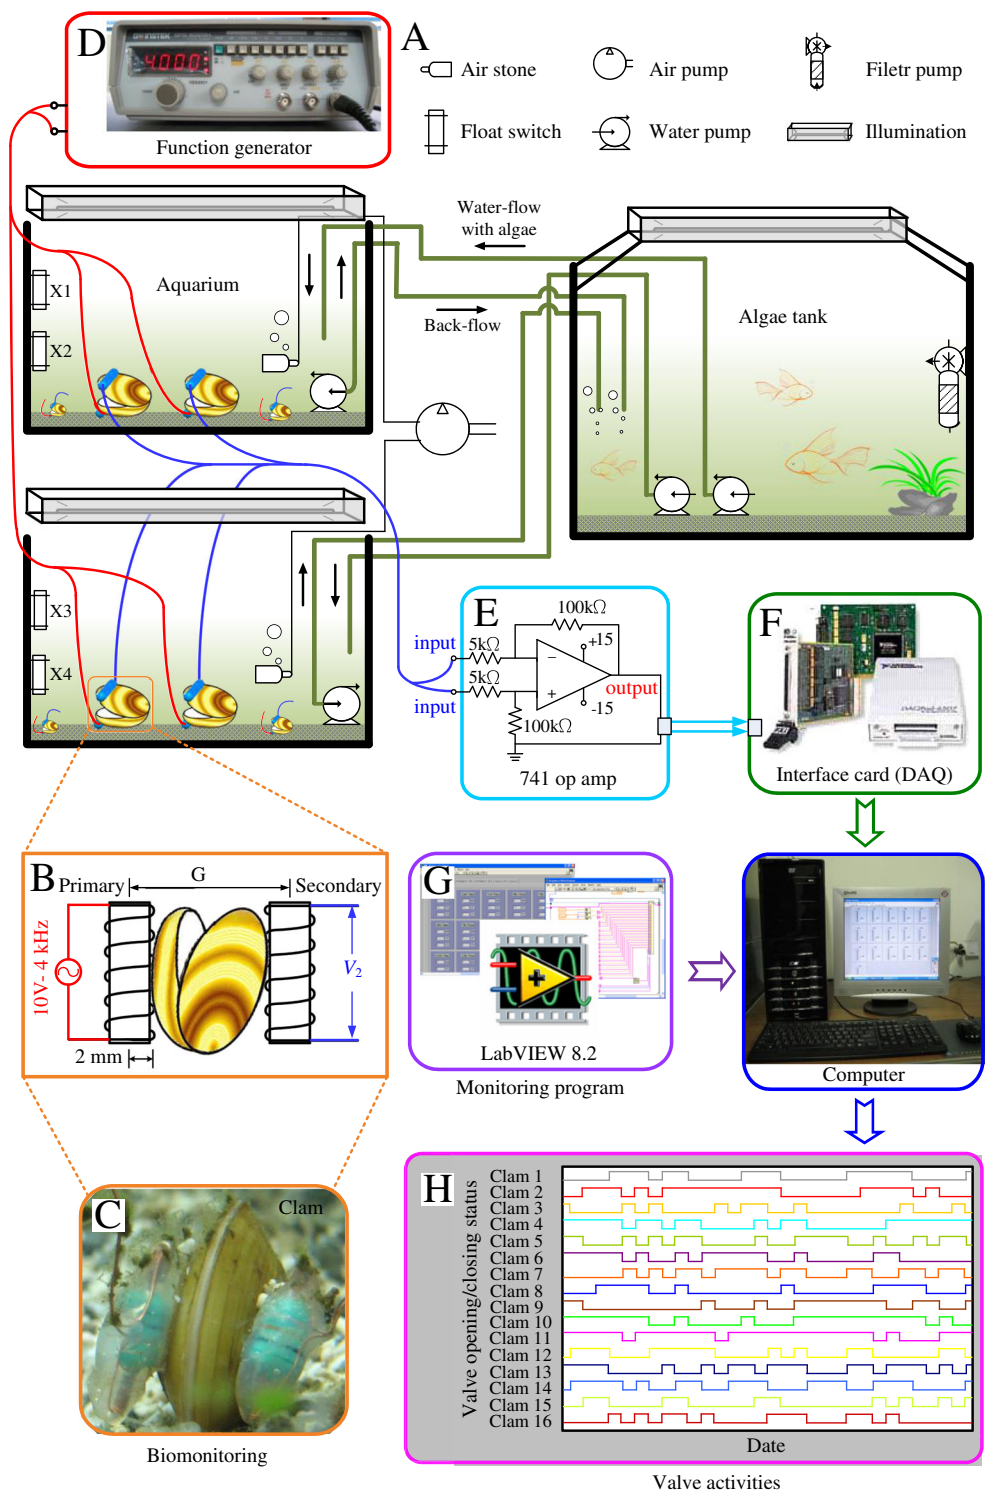 D
GW INSTEK
4.000
Function generator
A
Air stone
Air pump
Filetr pump
Float switch
Water pump
Illumination
Water-flow
with algae
Back-flow
Aquarium
X1
X2
Algae tank
X3
X4
E
input
input
5kΩ
5kΩ
100kΩ
100kΩ
+15
-15
−
+
output
741 op amp
F
Interface card (DAQ)
B
Primary
G
Secondary
10V- 4 kHz
V2
2 mm
G
LabVIEW 8.2
Monitoring program
Computer
C
Clam
Biomonitoring
H
Valve opening/closing status
Clam 1
Clam 2
Clam 3
Clam 4
Clam 5
Clam 6
Clam 7
Clam 8
Clam 9
Clam 10
Clam 11
Clam 12
Clam 13
Clam 14
Clam 15
Clam 16
Date
Valve activities